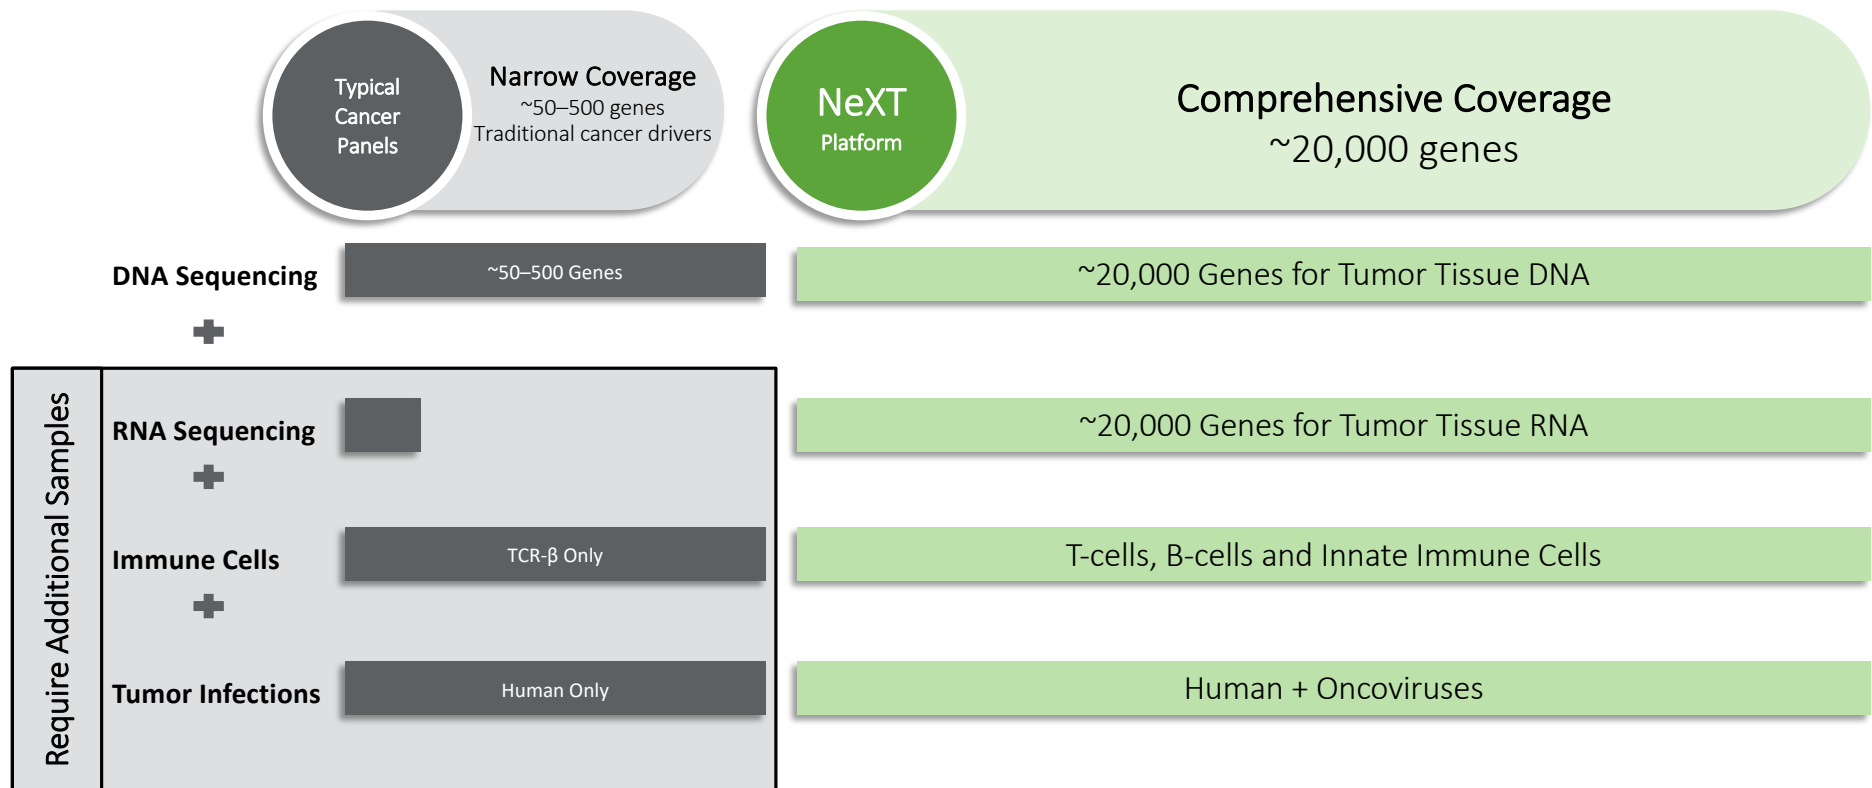 Typical
Cancer
Panels
Narrow Coverage
~50–500 genes
Traditional cancer drivers
NeXT
Platform
Comprehensive Coverage
~20,000 genes
DNA Sequencing
~50–500 Genes
~20,000 Genes for Tumor Tissue DNA
Require Additional Samples
RNA Sequencing
~20,000 Genes for Tumor Tissue RNA
Immune Cells
TCR-β Only
T-cells, B-cells and Innate Immune Cells
Tumor Infections
Human Only
Human + Oncoviruses